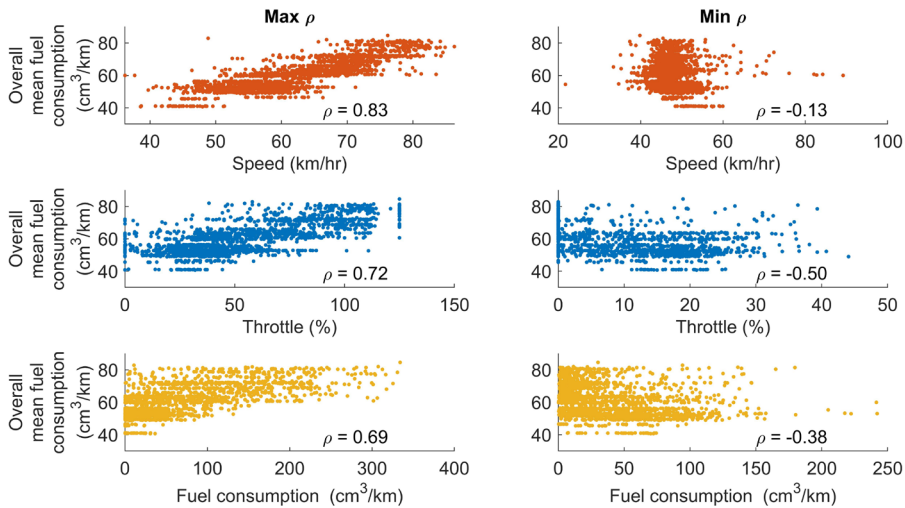 Max ρ
Min ρ
Overall
mean fuel
consumption
(cm³/km)
80
60
40
ρ = 0.83
40
50
60
70
80
Speed (km/hr)
80
60
40
ρ = -0.13
20
40
60
80
100
Speed (km/hr)
Overall
mean fuel
consumption
(cm³/km)
80
60
40
ρ = 0.72
0
50
100
150
Throttle (%)
80
60
40
ρ = -0.50
0
10
20
30
40
50
Throttle (%)
Overall
mean fuel
consumption
(cm³/km)
80
60
40
ρ = 0.69
0
100
200
300
400
Fuel consumption (cm³/km)
80
60
40
ρ = -0.38
0
50
100
150
200
250
Fuel consumption (cm³/km)